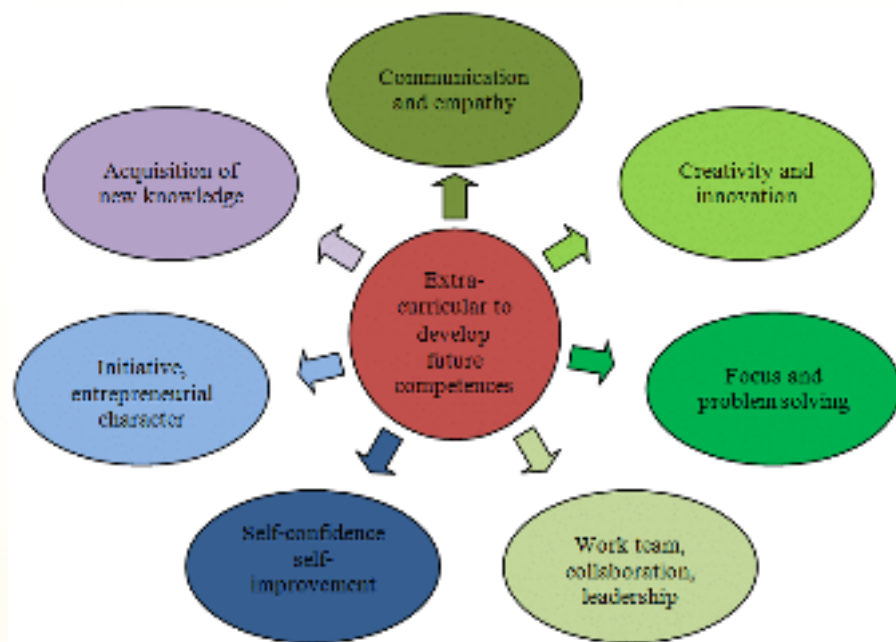 Communication
and empathy
Acquisition of
new knowledge
Creativity and
innovation
Extra-
curricular to
develop
future
competences
Initiative,
entrepreneurial
character
Focus and
problem solving
Self-confidence
self-
improvement
Work team,
collaboration,
leadership